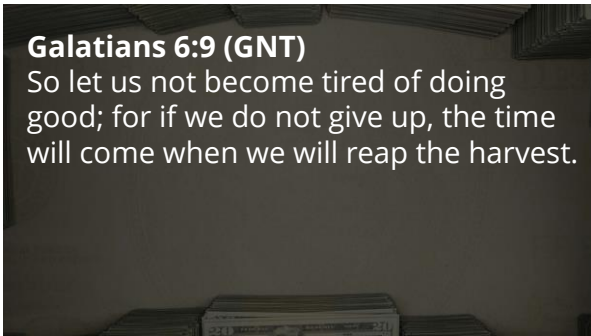 Galatians 6:9 (GNT)
So let us not become tired of doing
good; for if we do not give up, the time
will come when we will reap the harvest.
20